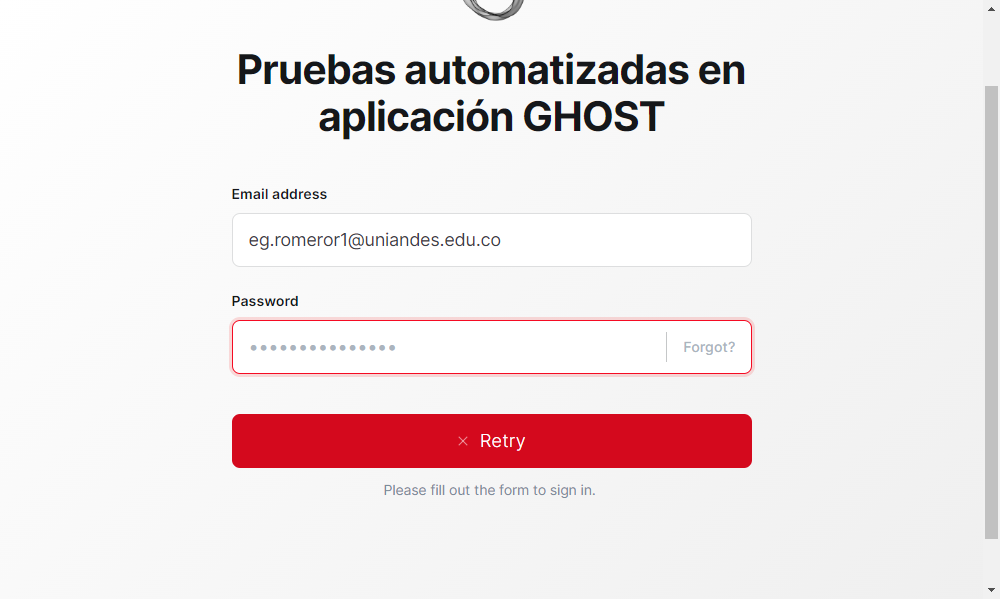 Pruebas automatizadas en
aplicación GHOST
Email address
eg.romeror1@uniandes.edu.co
Password
•••••••••••••••
Forgot?
× Retry
Please fill out the form to sign in.